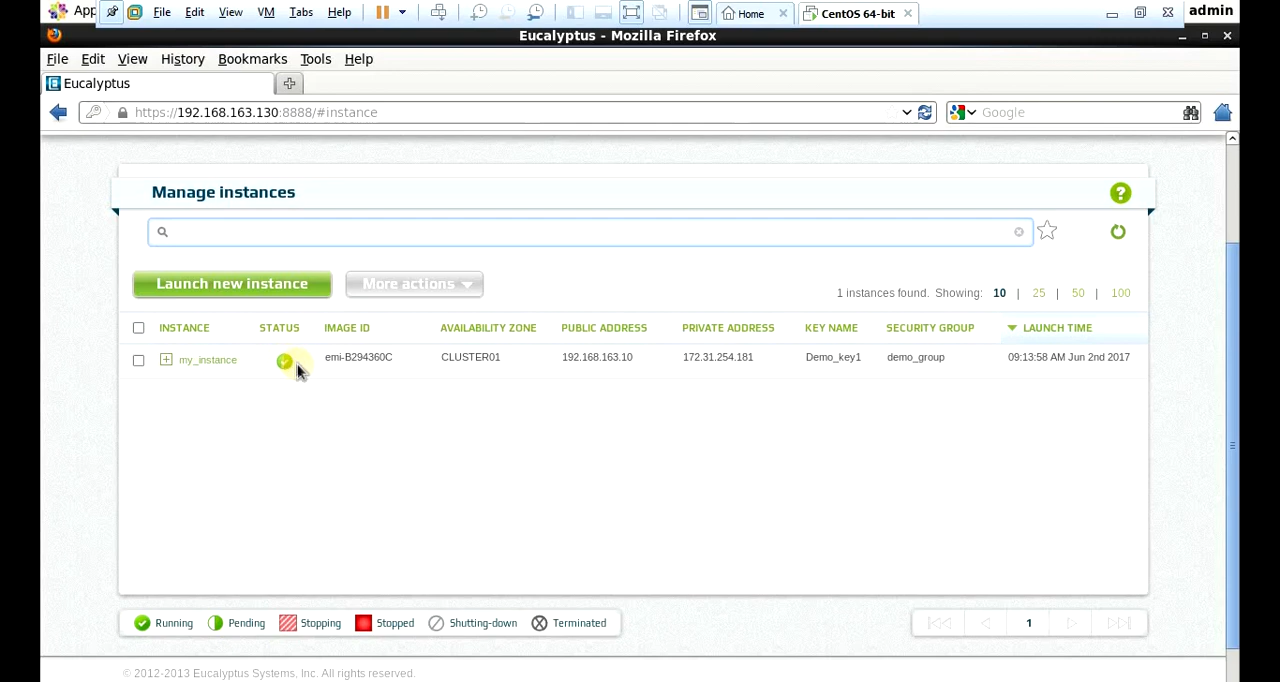 App File Edit View VM Tabs Help Home CentOS 64-bit admin
Eucalyptus - Mozilla Firefox
File Edit View History Bookmarks Tools Help
Eucalyptus
https://192.168.163.130:8888/#instance Google
Manage instances ?
Launch new instance More actions
1 instances found. Showing: 10 | 25 | 50 | 100
INSTANCE STATUS IMAGE ID AVAILABILITY ZONE PUBLIC ADDRESS PRIVATE ADDRESS KEY NAME SECURITY GROUP LAUNCH TIME
my_instance emi-B294360C CLUSTER01 192.168.163.10 172.31.254.181 Demo_key1 demo_group 09:13:58 AM Jun 2nd 2017
Running Pending Stopping Stopped Shutting-down Terminated 1
© 2012-2013 Eucalyptus Systems, Inc. All rights reserved.